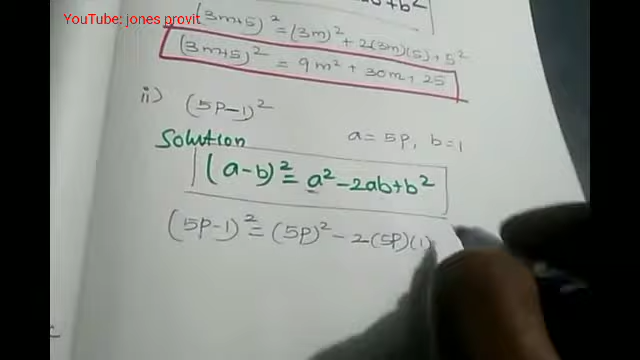 YouTube: jones provit
(3m+5)² = (3m)² + 2(3m)(5) + 5²
(3m+5)² = 9m² + 30m + 25
ii) (5p-1)²
Solution a = 5p, b = 1
(a-b)² = a² - 2ab + b²
(5p-1)² = (5p)² - 2(5p)(1)